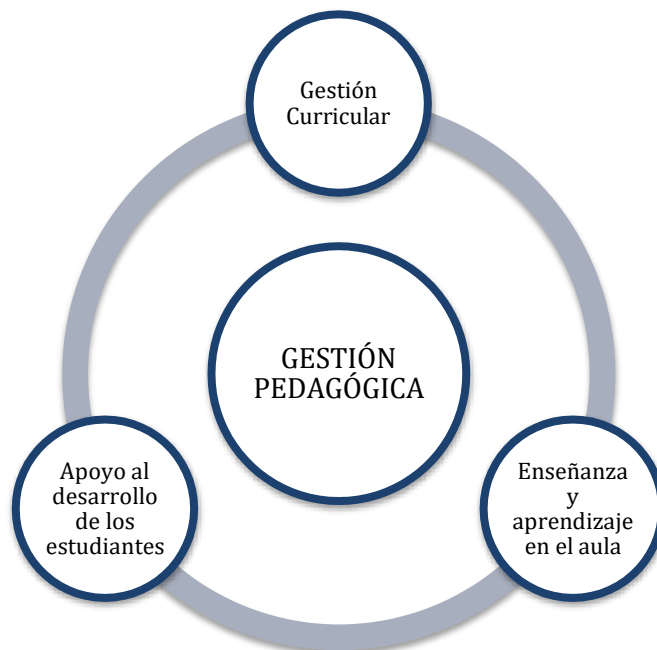 Gestión
Curricular
GESTIÓN
PEDAGÓGICA
Apoyo al
desarrollo
de los
estudiantes
Enseñanza
y
aprendizaje
en el aula